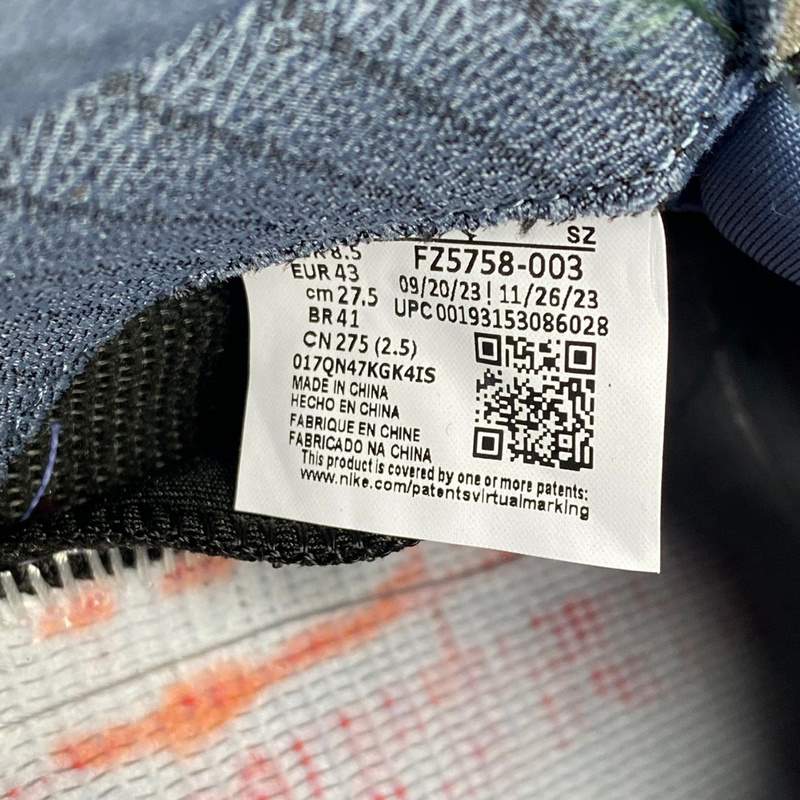 SZ
8.5
EUR 43
cm 27.5
BR 41
CN 275 (2.5)
017QN47KGK4IS
MADE IN CHINA
HECHO EN CHINA
FABRIQUE EN CHINE
FABRICADO NA CHINA
FZ5758-003
09/20/23 ! 11/26/23
UPC 00193153086028
This product is covered by one or more patents:
www.nike.com/patentsvirtualmarking